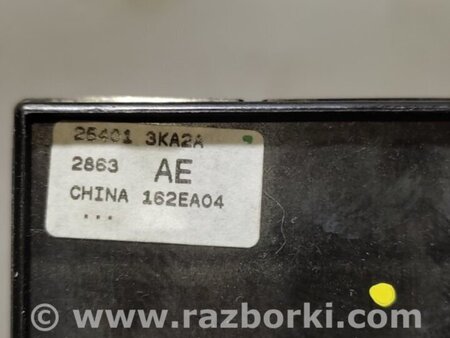 25401 3KA2A
2863 AE
CHINA 162EA04
...
© www.razborki.com